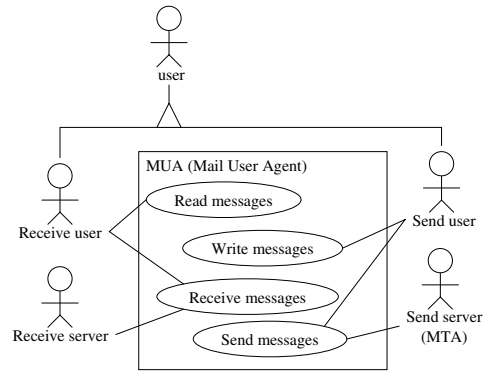 user
MUA (Mail User Agent)
Read messages
Receive user
Send user
Write messages
Receive messages
Receive server
Send server
(MTA)
Send messages